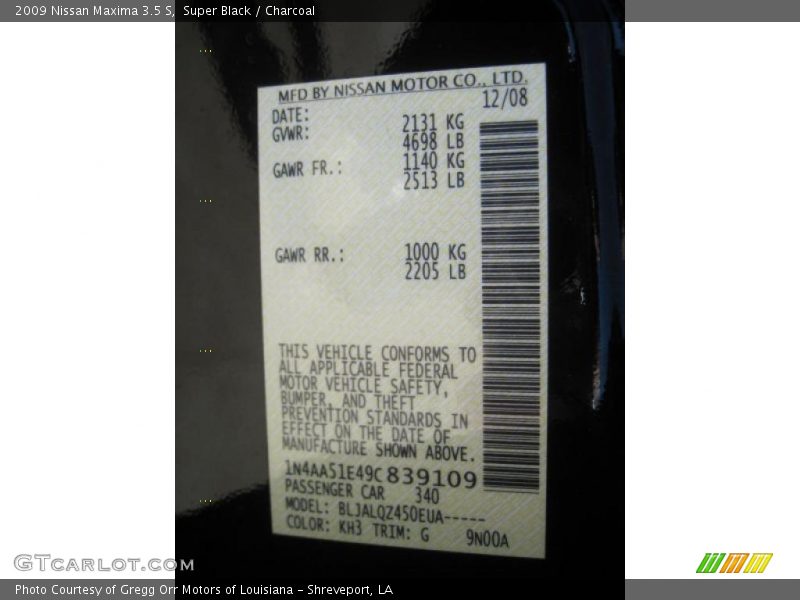 2009 Nissan Maxima 3.5 S, Super Black / Charcoal
MFD BY NISSAN MOTOR CO., LTD.
DATE: 12/08
GVWR: 2131 KG
4698 LB
GAWR FR.: 1140 KG
2513 LB
GAWR RR.: 1000 KG
2205 LB
THIS VEHICLE CONFORMS TO
ALL APPLICABLE FEDERAL
MOTOR VEHICLE SAFETY,
BUMPER, AND THEFT
PREVENTION STANDARDS IN
EFFECT ON THE DATE OF
MANUFACTURE SHOWN ABOVE.
1N4AA51E49C839109
PASSENGER CAR 340
MODEL: BLJALQZ450EUA-----
COLOR: KH3 TRIM: G 9N00A
GTCARLOT.COM™
Photo Courtesy of Gregg Orr Motors of Louisiana – Shreveport, LA